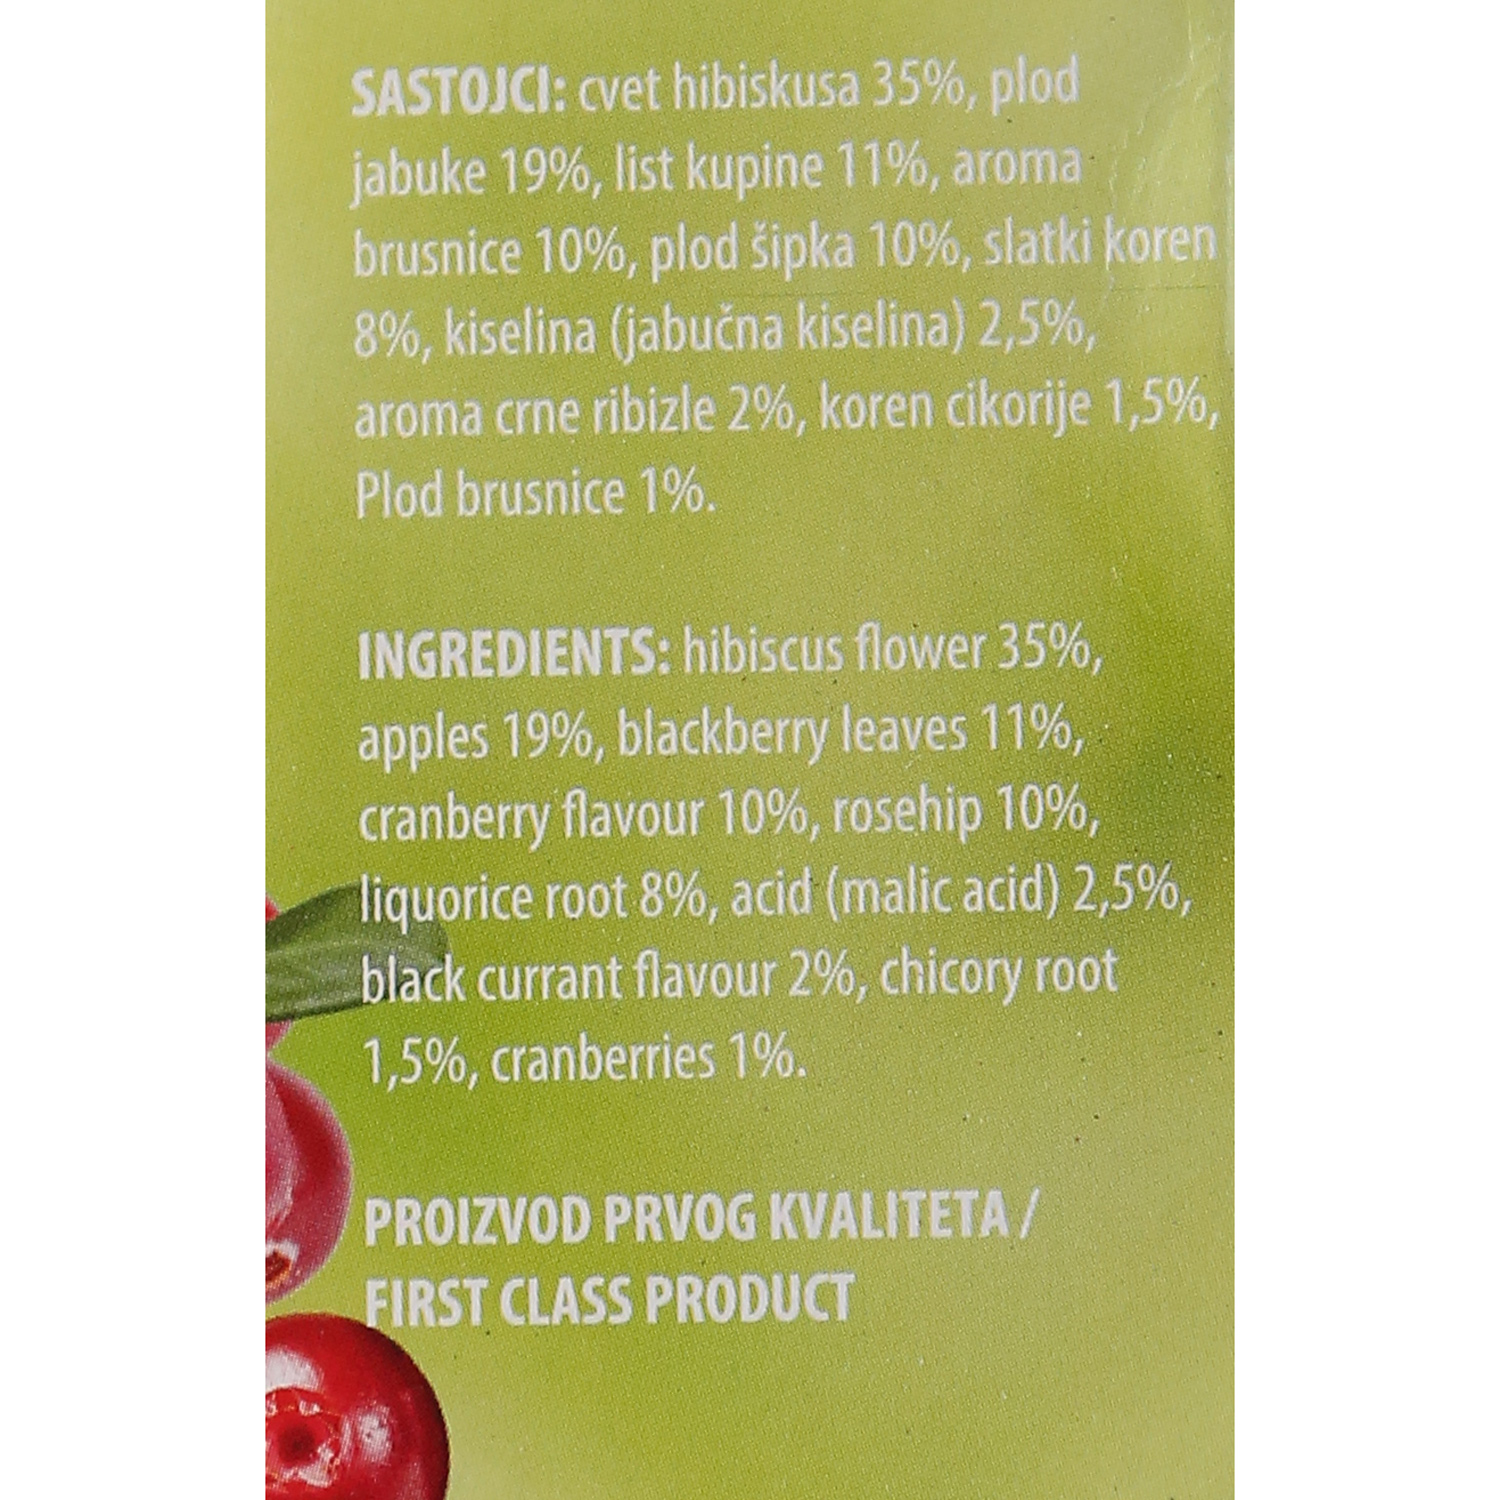 SASTOJCI: cvet hibiskusa 35%, plod
jabuke 19%, list kupine 11%, aroma
brusnice 10%, plod šipka 10%, slatki koren
8%, kiselina (jabučna kiselina) 2,5%,
aroma crne ribizle 2%, koren cikorije 1,5%,
Plod brusnice 1%.
INGREDIENTS: hibiscus flower 35%,
apples 19%, blackberry leaves 11%,
cranberry flavour 10%, rosehip 10%,
liquorice root 8%, acid (malic acid) 2,5%,
black currant flavour 2%, chicory root
1,5%, cranberries 1%.
PROIZVOD PRVOG KVALITETA /
FIRST CLASS PRODUCT